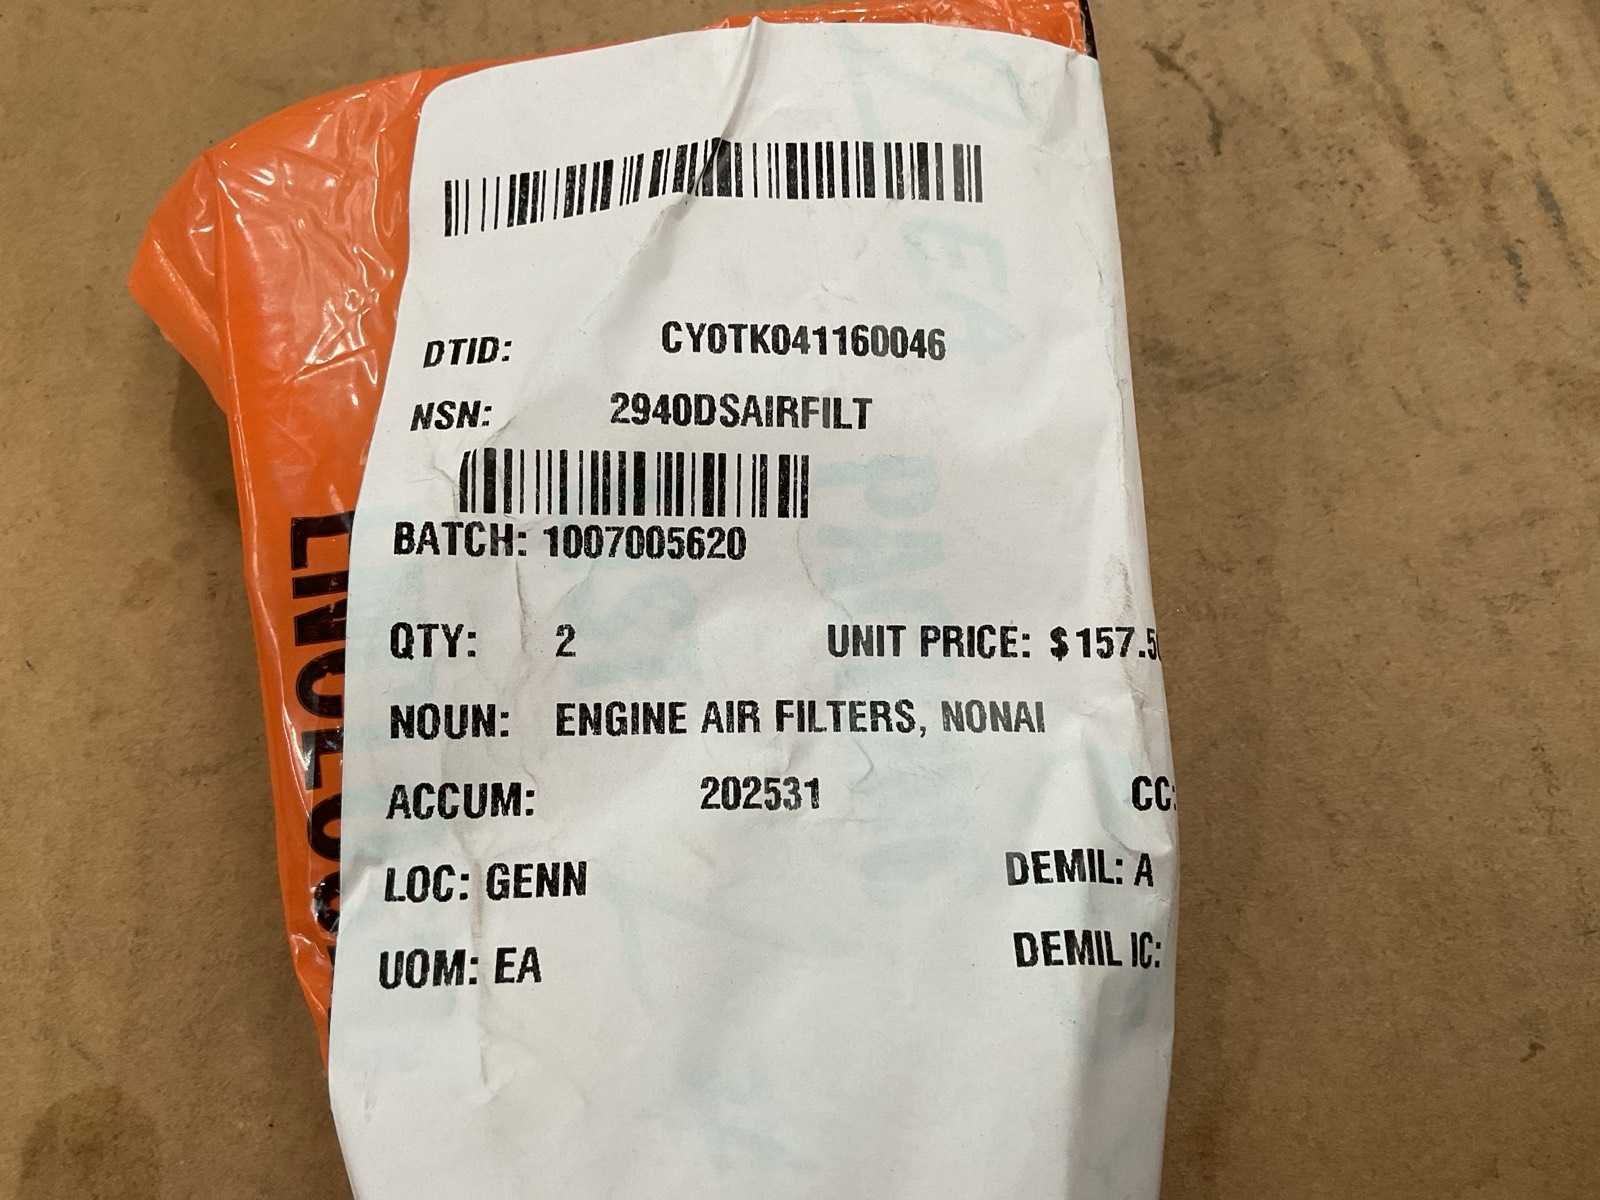 DTID: CY0TK041160046
NSN: 2940DSAIRFILT
BATCH: 1007005620
QTY: 2 UNIT PRICE: $157.5
NOUN: ENGINE AIR FILTERS, NONAI
ACCUM: 202531 CC:
LOC: GENN DEMIL: A
UOM: EA DEMIL IC: